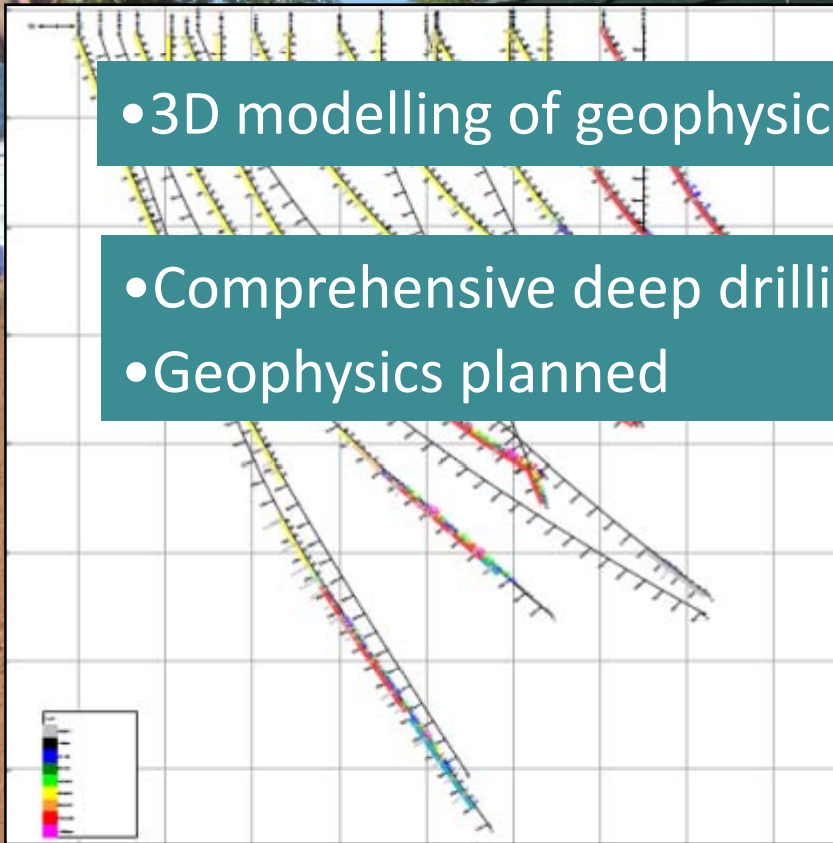 •3D modelling of geophysic
•Comprehensive deep drilli
•Geophysics planned